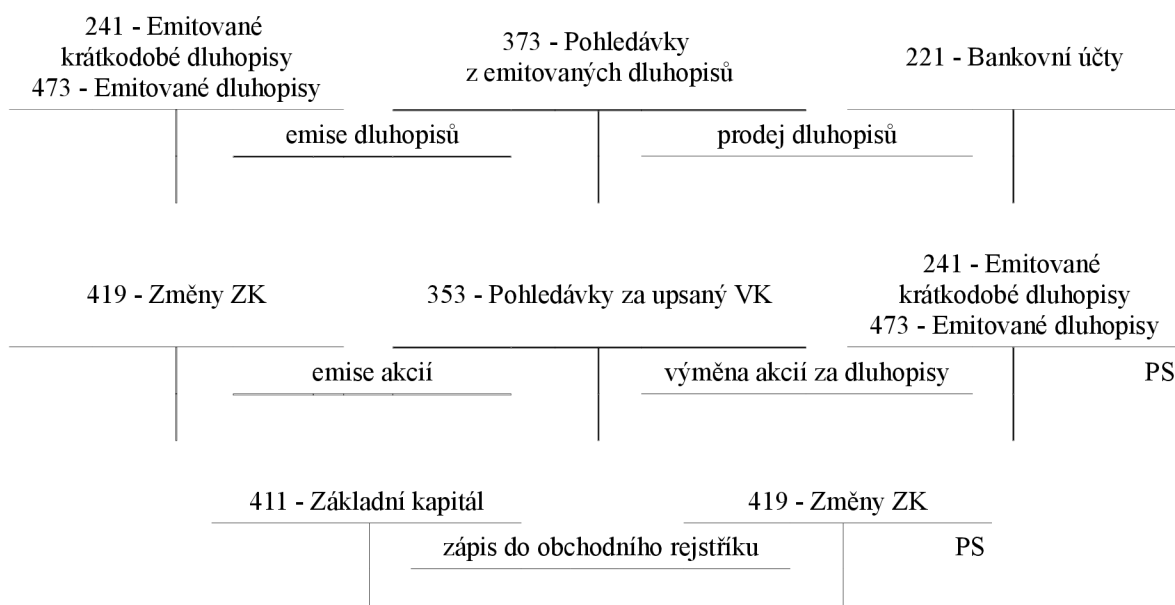 241 - Emitované
krátkodobé dluhopisy
473 - Emitované dluhopisy
373 - Pohledávky
z emitovaných dluhopisů
221 - Bankovní účty
emise dluhopisů
prodej dluhopisů
419 - Změny ZK
353 - Pohledávky za upsaný VK
241 - Emitované
krátkodobé dluhopisy
473 - Emitované dluhopisy
emise akcií
výměna akcií za dluhopisy
PS
411 - Základní kapitál
419 - Změny ZK
zápis do obchodního rejstříku
PS